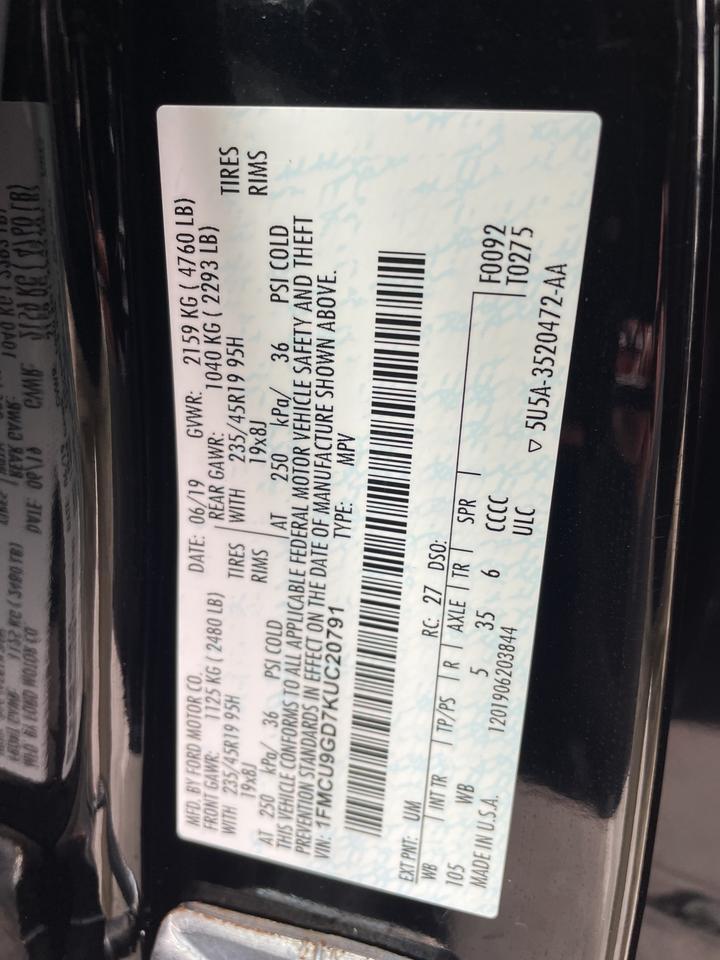 MFD. BY FORD MOTOR CO.
DATE: 06/19 GVWR: 2159 KG ( 4760 LB)
FRONT GAWR: 1125 KG ( 2480 LB) REAR GAWR: 1040 KG ( 2293 LB)
WITH 235/45R19 95H TIRES WITH 235/45R19 95H TIRES
19x8J RIMS 19x8J RIMS
AT 250 kPa/ 36 PSI COLD AT 250 kPa/ 36 PSI COLD
THIS VEHICLE CONFORMS TO ALL APPLICABLE FEDERAL MOTOR VEHICLE SAFETY AND THEFT
PREVENTION STANDARDS IN EFFECT ON THE DATE OF MANUFACTURE SHOWN ABOVE.
VIN: 1FMCU9GD7KUC20791 TYPE: MPV
EXT PNT: UM RC: 27 DSO: F0092
WB INT TR TP/PS R AXLE TR SPR T0275
105 WB 5 35 6 CCCC
MADE IN U.S.A. 1201906203844 ULC ▽ 5U5A-3520472-AA